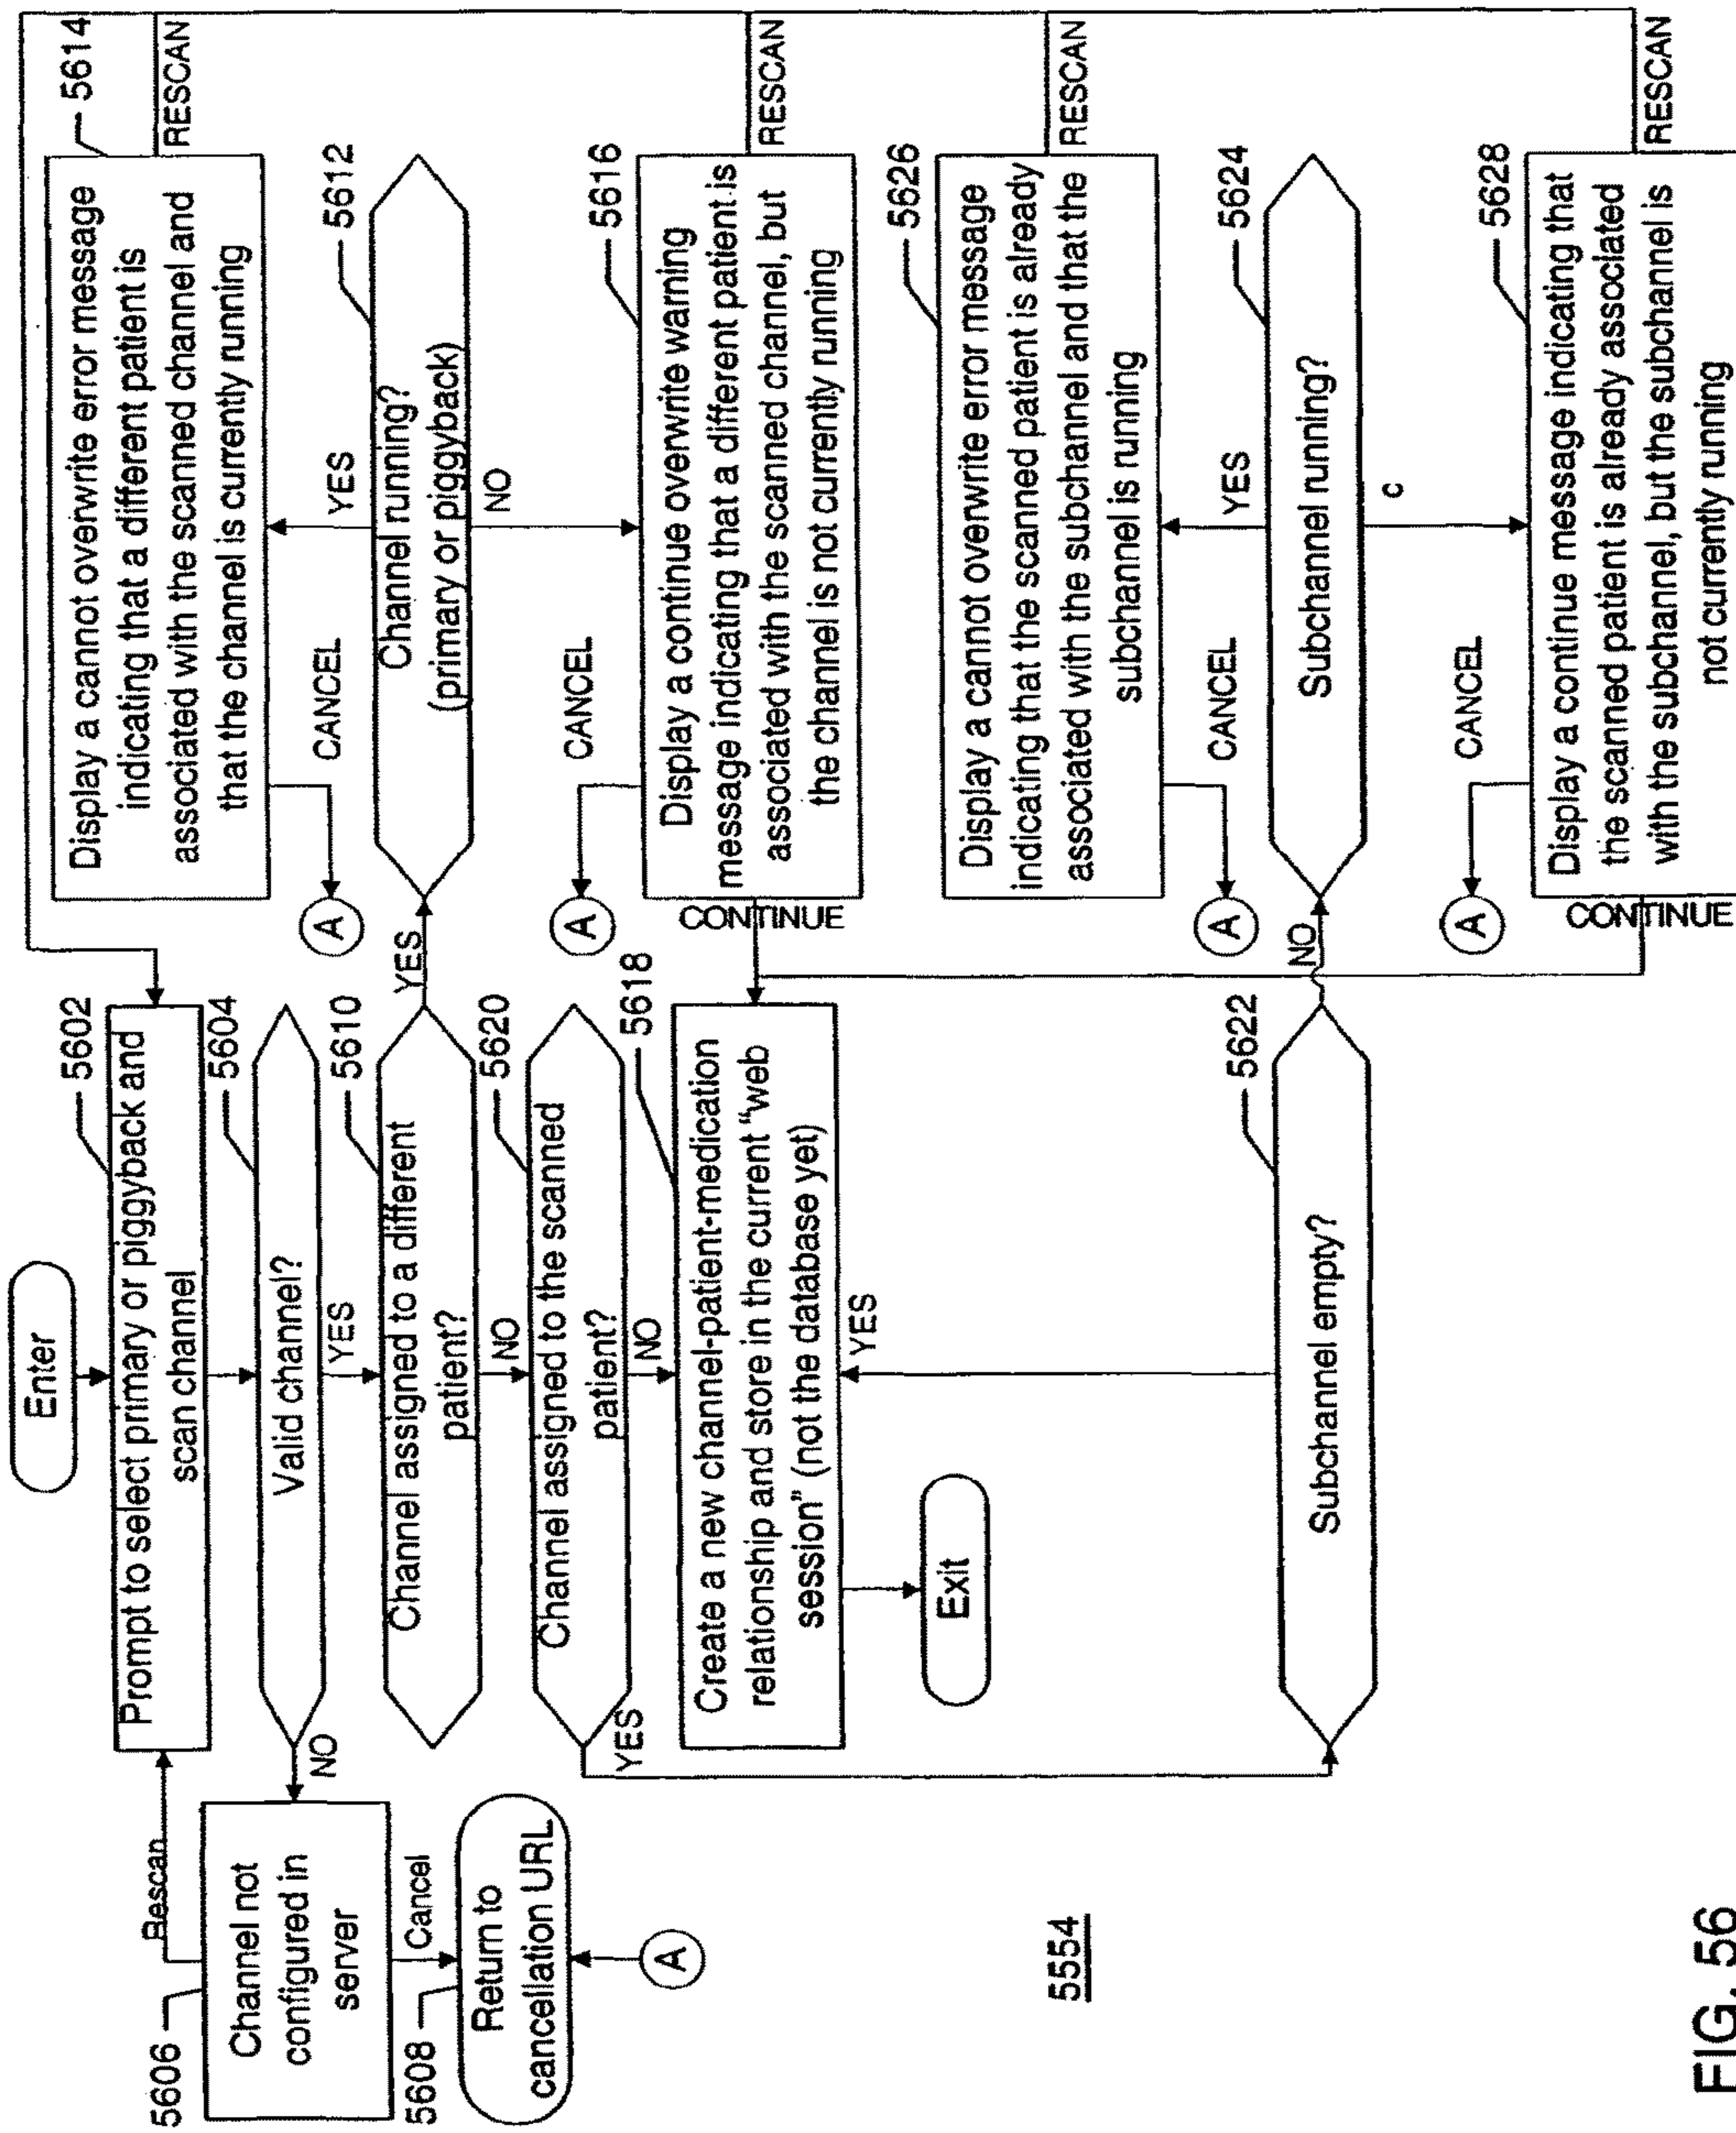 Enter
5602
Prompt to select primary or piggyback and
scan channel
5604
Valid channel?
NO
YES
5606
Channel not
configured in
server
Rescan
Cancel
5608
Return to
cancellation URL
A
5610
Channel assigned to a different
patient?
YES
NO
5620
Channel assigned to the scanned
patient?
YES
NO
5618
Create a new channel-patient-medication
relationship and store in the current "web
session" (not the database yet)
YES
Exit
5622
Subchannel empty?
NO
5614
Display a cannot overwrite error message
indicating that a different patient is
associated with the scanned channel and
that the channel is currently running
RESCAN
CANCEL
A
YES
5612
Channel running?
(primary or piggyback)
NO
CANCEL
A
5616
Display a continue overwrite warning
message indicating that a different patient is
associated with the scanned channel, but
the channel is not currently running
RESCAN
CONTINUE
5626
Display a cannot overwrite error message
indicating that the scanned patient is already
associated with the subchannel and that the
subchannel is running
RESCAN
CANCEL
A
YES
5624
Subchannel running?
c
CANCEL
A
5628
Display a continue message indicating that
the scanned patient is already associated
with the subchannel, but the subchannel is
not currently running
RESCAN
CONTINUE
5554
FIG. 56